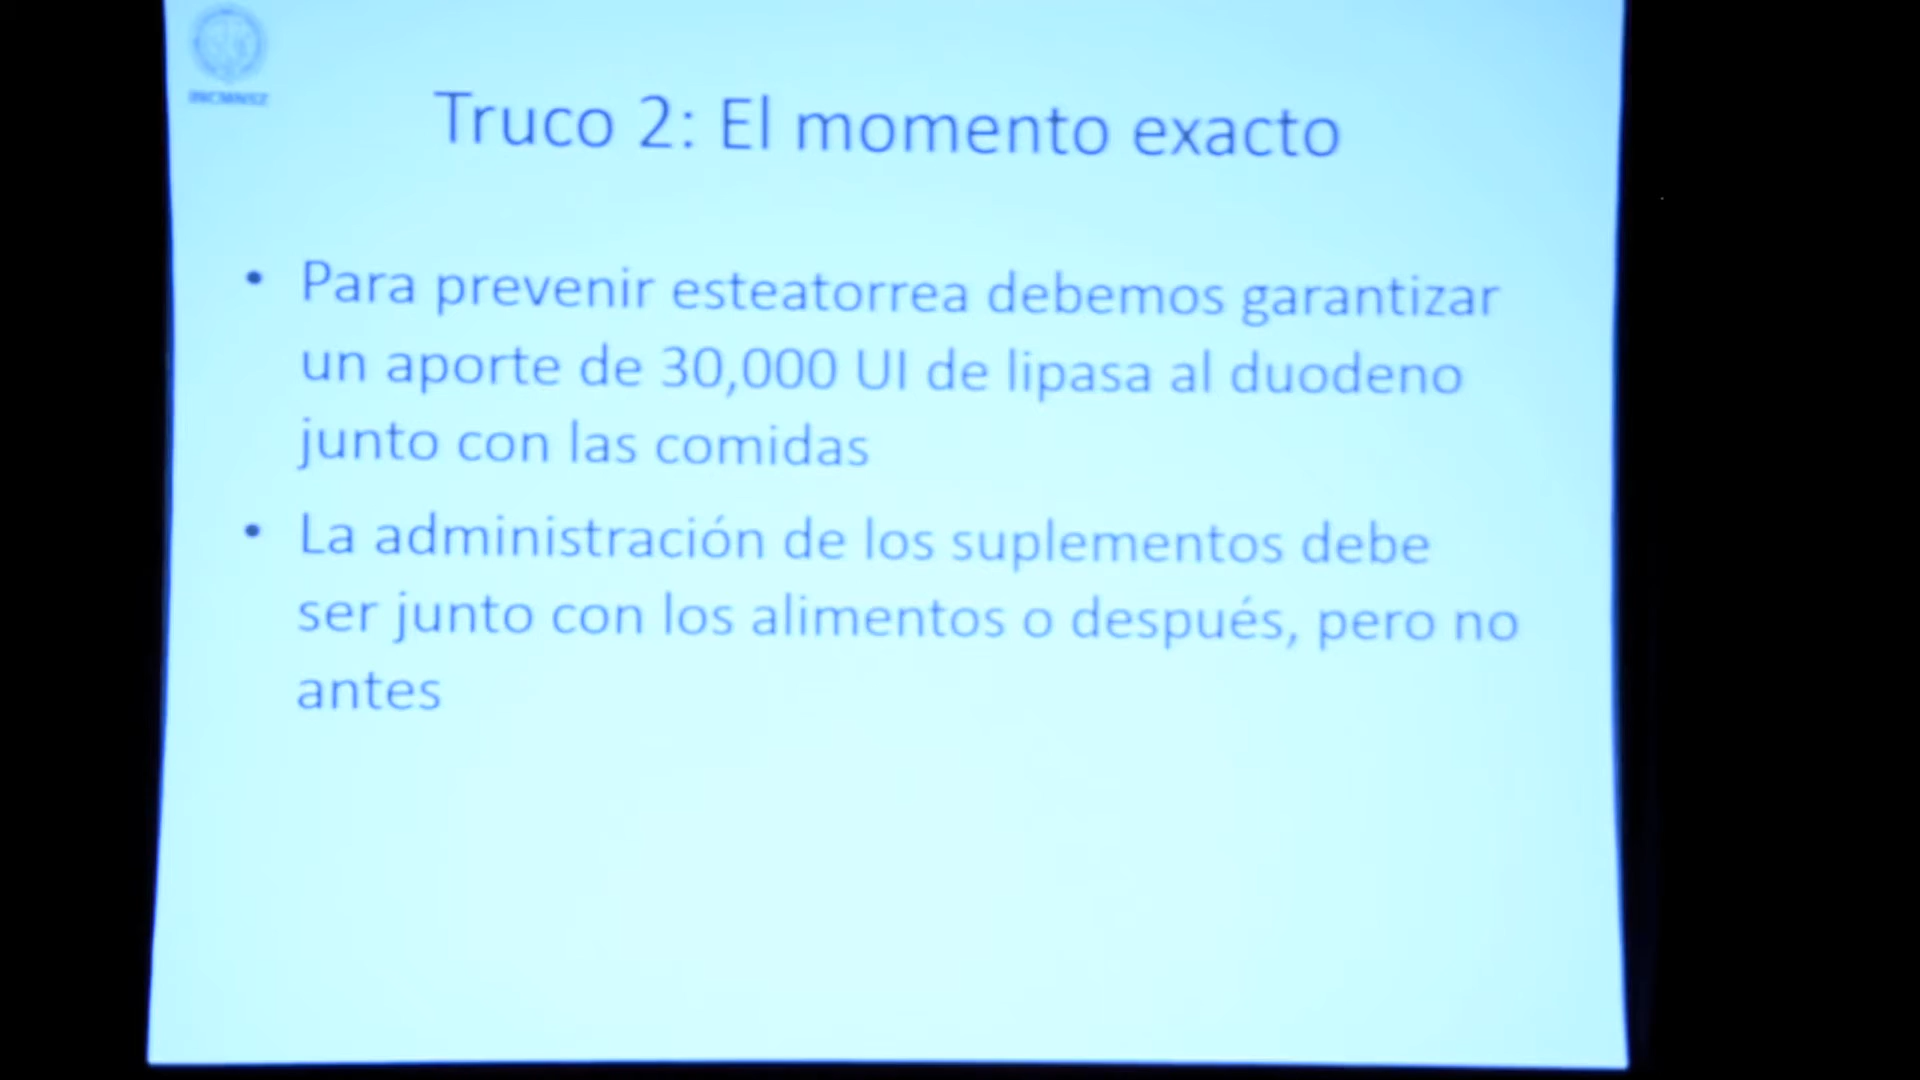 INCMNSZ
Truco 2: El momento exacto
• Para prevenir esteatorrea debemos garantizar
un aporte de 30,000 UI de lipasa al duodeno
junto con las comidas
• La administración de los suplementos debe
ser junto con los alimentos o después, pero no
antes